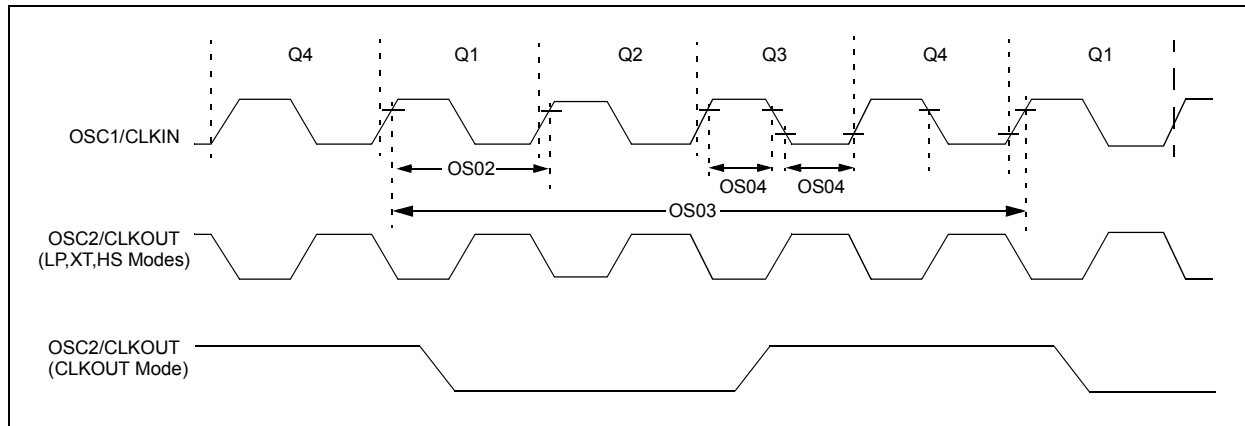 Q4 Q1 Q2 Q3 Q4 Q1
OSC1/CLKIN
OS02 OS04 OS04
OS03
OSC2/CLKOUT
(LP,XT,HS Modes)
OSC2/CLKOUT
(CLKOUT Mode)